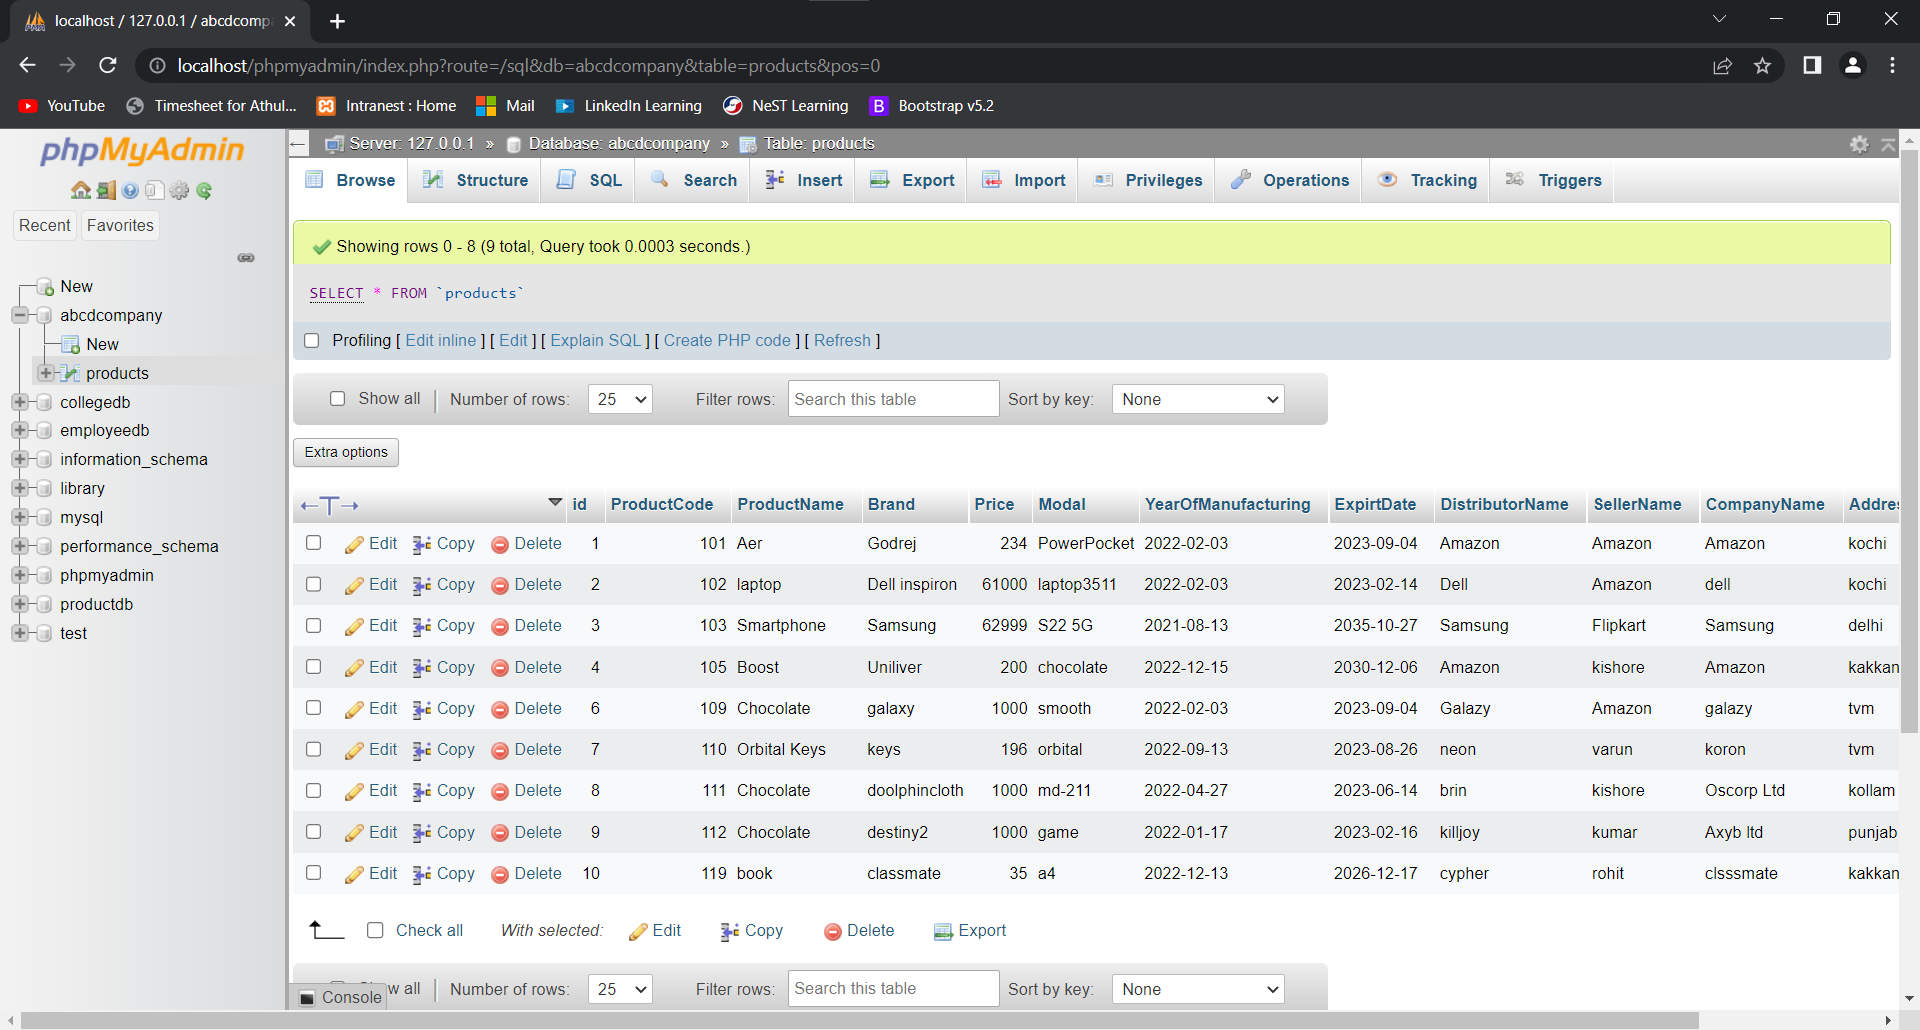 localhost / 127.0.0.1 / abcdcomp
localhost/phpmyadmin/index.php?route=/sql&db=abcdcompany&table=products&pos=0
YouTube Timesheet for Athul... Intranest : Home Mail LinkedIn Learning NeST Learning B Bootstrap v5.2
phpMyAdmin
Recent Favorites
New
abcdcompany
New
products
collegedb
employeedb
information_schema
library
mysql
performance_schema
phpmyadmin
productdb
test
Server: 127.0.0.1 » Database: abcdcompany » Table: products
Browse Structure SQL Search Insert Export Import Privileges Operations Tracking Triggers
Showing rows 0 - 8 (9 total, Query took 0.0003 seconds.)
SELECT * FROM `products`
Profiling [ Edit inline ] [ Edit ] [ Explain SQL ] [ Create PHP code ] [ Refresh ]
Show all | Number of rows: 25 Filter rows: Search this table Sort by key: None
Extra options
←T→ id ProductCode ProductName Brand Price Modal YearOfManufacturing ExpirtDate DistributorName SellerName CompanyName Addres
Edit Copy Delete 1 101 Aer Godrej 234 PowerPocket 2022-02-03 2023-09-04 Amazon Amazon Amazon kochi
Edit Copy Delete 2 102 laptop Dell inspiron 61000 laptop3511 2022-02-03 2023-02-14 Dell Amazon dell kochi
Edit Copy Delete 3 103 Smartphone Samsung 62999 S22 5G 2021-08-13 2035-10-27 Samsung Flipkart Samsung delhi
Edit Copy Delete 4 105 Boost Uniliver 200 chocolate 2022-12-15 2030-12-06 Amazon kishore Amazon kakkan
Edit Copy Delete 6 109 Chocolate galaxy 1000 smooth 2022-02-03 2023-09-04 Galazy Amazon galazy tvm
Edit Copy Delete 7 110 Orbital Keys keys 196 orbital 2022-09-13 2023-08-26 neon varun koron tvm
Edit Copy Delete 8 111 Chocolate doolphincloth 1000 md-211 2022-04-27 2023-06-14 brin kishore Oscorp Ltd kollam
Edit Copy Delete 9 112 Chocolate destiny2 1000 game 2022-01-17 2023-02-16 killjoy kumar Axyb ltd punjab
Edit Copy Delete 10 119 book classmate 35 a4 2022-12-13 2026-12-17 cypher rohit clsssmate kakkan
Check all With selected: Edit Copy Delete Export
w all | Number of rows: 25 Filter rows: Search this table Sort by key: None
Console